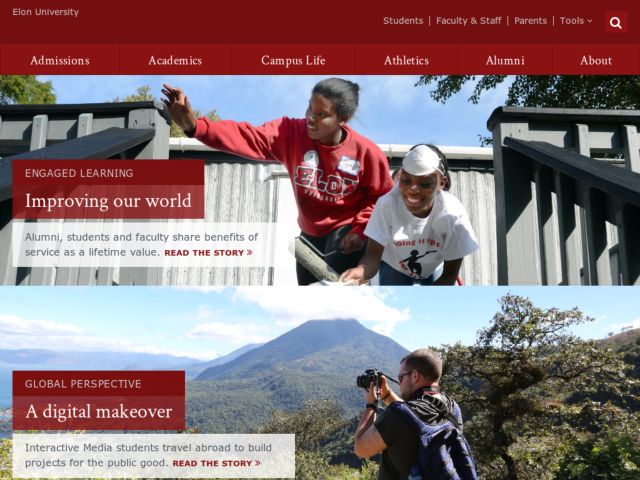 Elon University
Students
Faculty & Staff
Parents
Tools
Admissions
Academics
Campus Life
Athletics
Alumni
About
ENGAGED LEARNING
Improving our world
Alumni, students and faculty share benefits of
service as a lifetime value. READ THE STORY »
ELON
GLOBAL PERSPECTIVE
A digital makeover
Interactive Media students travel abroad to build
projects for the public good. READ THE STORY »